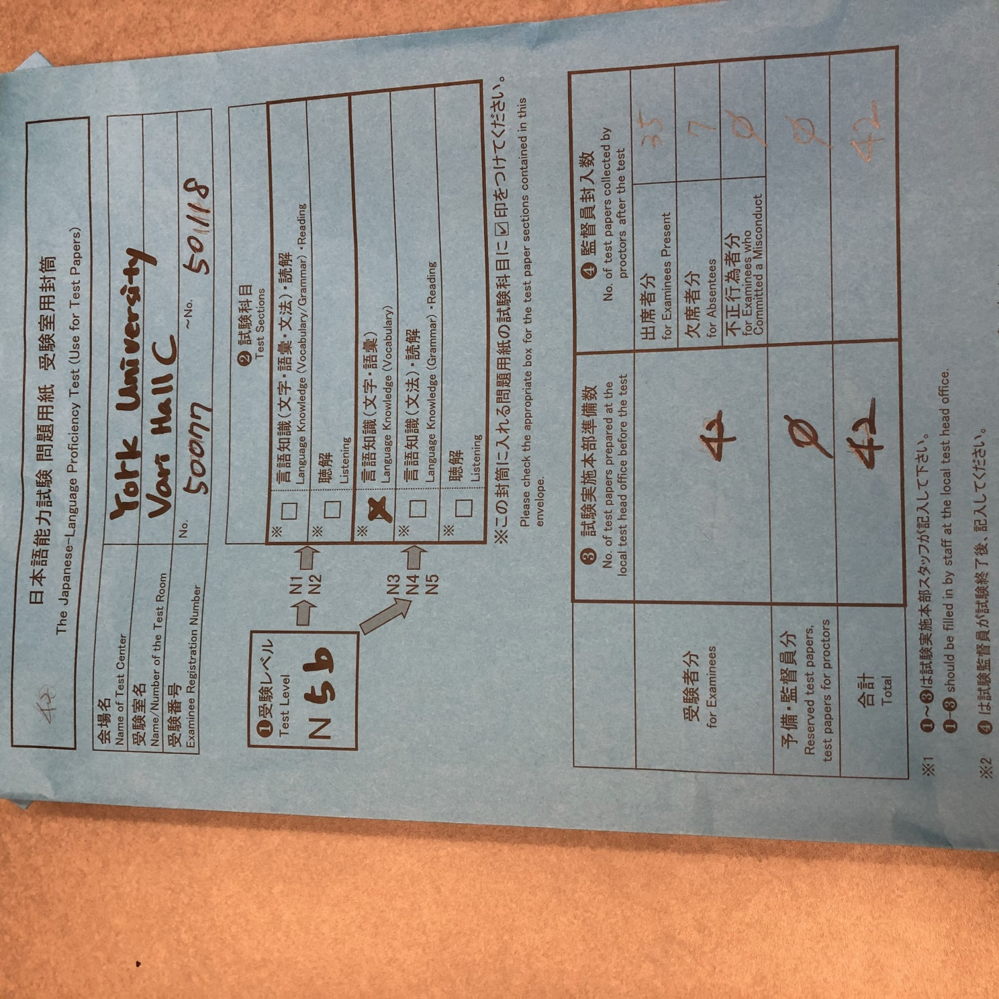 42
日本語能力試験 問題用紙 受験室用封筒
The Japanese-Language Proficiency Test (Use for Test Papers)
会場名
Name of Test Center
York University
受験室名
Name/Number of the Test Room
Vari Hall C
受験番号
Examinee Registration Number
No. 50077 ~No. 501118
❶受験レベル
Test Level
N5b
N1
N2
N3
N4
N5
❷ 試験科目
Test Sections
※ □ 言語知識(文字・語彙・文法)・読解
Language Knowledge (Vocabulary/Grammar)・Reading
※ □ 聴解
Listening
※ 言語知識(文字・語彙)
Language Knowledge (Vocabulary)
※ □ 言語知識(文法)・読解
Language Knowledge (Grammar)・Reading
※ □ 聴解
Listening
※この封筒に入れる問題用紙の試験科目に☑印をつけてください。
Please check the appropriate box for the test paper sections contained in this
envelope.
❸ 試験実施本部準備数
No. of test papers prepared at the
local test head office before the test
❹ 監督員封入数
No. of test papers collected by
proctors after the test
受験者分
for Examinees
42
出席者分
for Examinees Present
35
欠席者分
for Absentees
7
不正行為者分
for Examinees who
Committed a Misconduct
Ø
予備・監督員分
Reserved test papers,
test papers for proctors
Ø
Ø
合計
Total
42
42
※1 ❶~❸は試験実施本部スタッフが記入して下さい。
❶-❸ should be filled in by staff at the local test head office.
※2 ❹は試験監督員が試験終了後、記入してください。